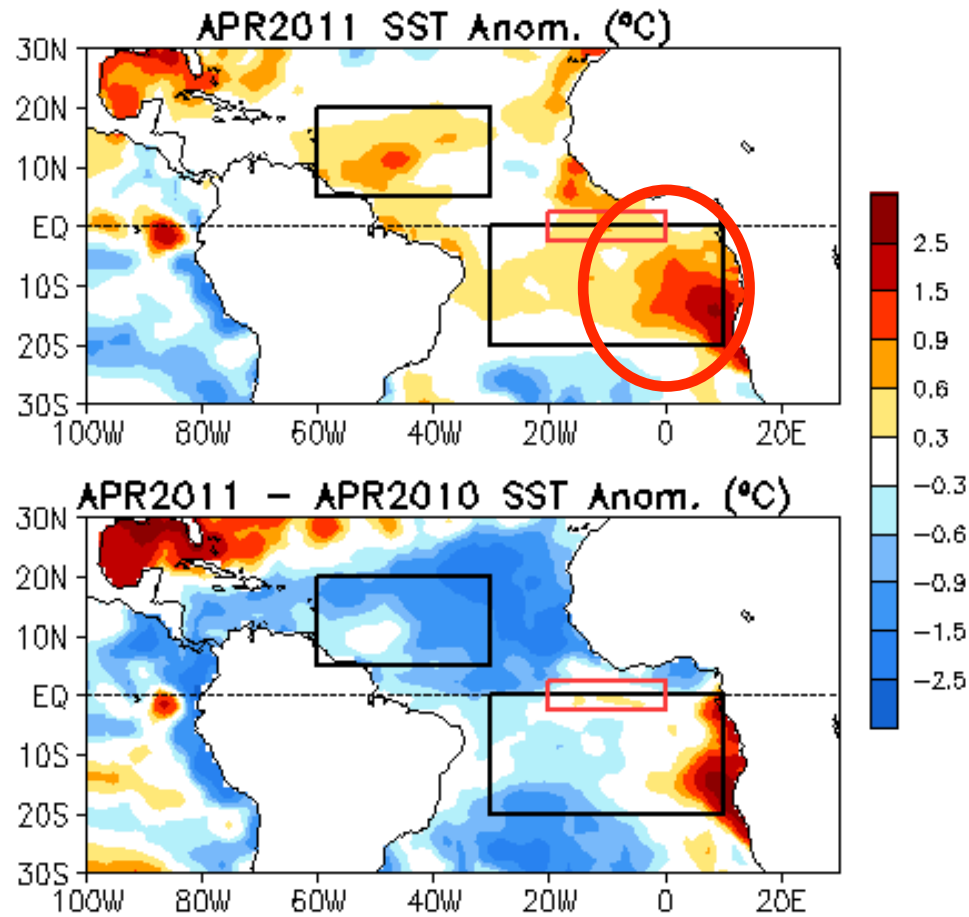 APR2011 SST Anom. (ºC)
30N
20N
10N
EQ
10S
20S
30S
100W 80W 60W 40W 20W 0 20E
APR2011 - APR2010 SST Anom. (ºC)
30N
20N
10N
EQ
10S
20S
30S
100W 80W 60W 40W 20W 0 20E
2.5
1.5
0.9
0.6
0.3
-0.3
-0.6
-0.9
-1.5
-2.5